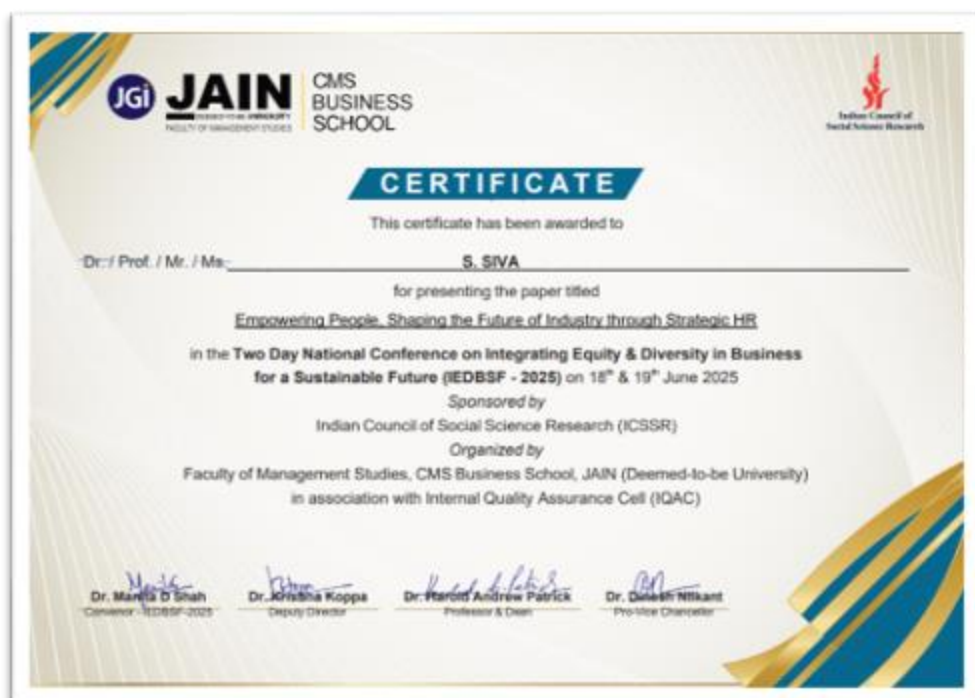 JGi JAIN CMS
BUSINESS
SCHOOL
FACULTY OF MANAGEMENT STUDIES
Indian Council of
Social Science Research
CERTIFICATE
This certificate has been awarded to
Dr. / Prof. / Mr. / Ms. S. SIVA
for presenting the paper titled
Empowering People, Shaping the Future of Industry through Strategic HR
in the Two Day National Conference on Integrating Equity & Diversity in Business
for a Sustainable Future (IEDBSF - 2025) on 18th & 19th June 2025
Sponsored by
Indian Council of Social Science Research (ICSSR)
Organized by
Faculty of Management Studies, CMS Business School, JAIN (Deemed-to-be University)
in association with Internal Quality Assurance Cell (IQAC)
Dr. D Shah Dr. Krishna Koppa Dr. Harold Andrew Patrick Dr. Dinesh Nilkant
Convenor - IEDBSF-2025 Deputy Director Professor & Dean Pro-Vice Chancellor